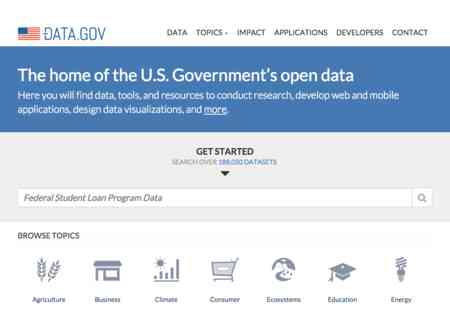 DATA.GOV
DATA TOPICS IMPACT APPLICATIONS DEVELOPERS CONTACT
The home of the U.S. Government's open data
Here you will find data, tools, and resources to conduct research, develop web and mobile
applications, design data visualizations, and more.
GET STARTED
SEARCH OVER 188,030 DATASETS
Federal Student Loan Program Data
BROWSE TOPICS
Agriculture Business Climate Consumer Ecosystems Education Energy